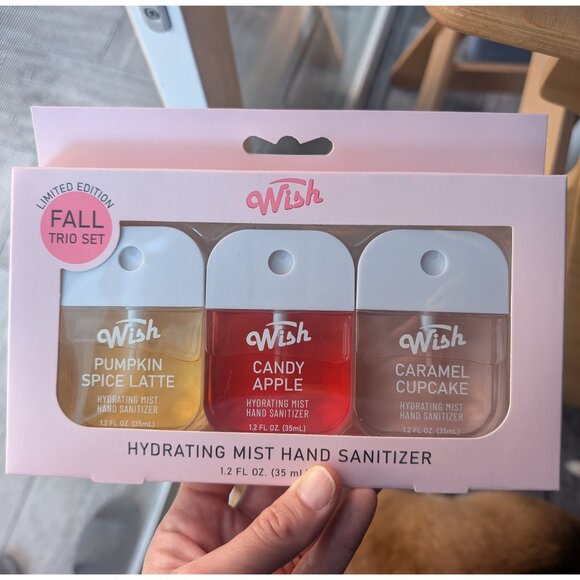 Wish
LIMITED EDITION
FALL
TRIO SET
Wish
PUMPKIN
SPICE LATTE
HYDRATING MIST
HAND SANITIZER
1.2 FL OZ. (35mL)
Wish
CANDY
APPLE
HYDRATING MIST
HAND SANITIZER
1.2 FL OZ. (35mL)
Wish
CARAMEL
CUPCAKE
HYDRATING MIST
HAND SANITIZER
1.2 FL OZ. (35mL)
HYDRATING MIST HAND SANITIZER
1.2 FL OZ. (35 m